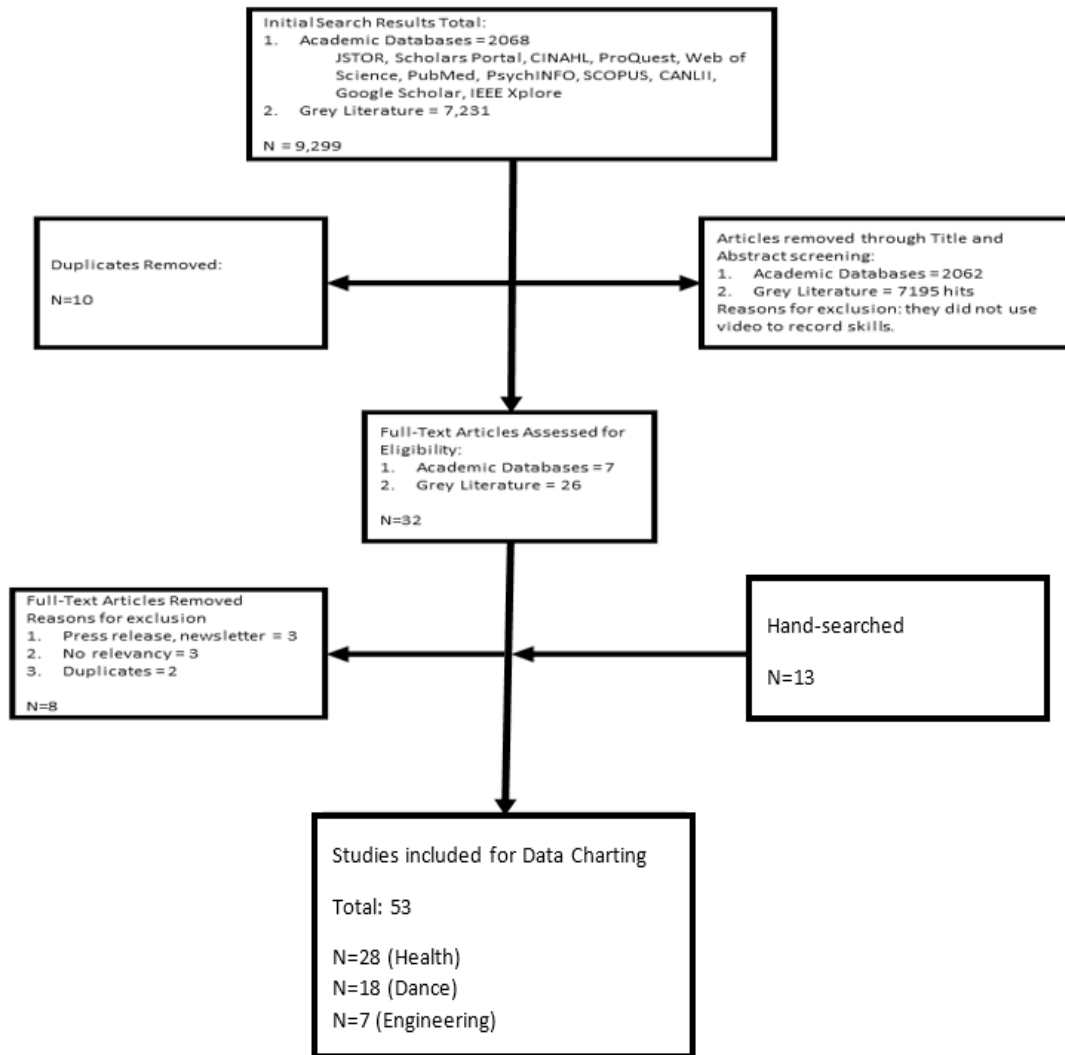 Initial Search Results Total:
1. Academic Databases = 2068
JSTOR, Scholars Portal, CINAHL, ProQuest, Web of
Science, PubMed, PsychINFO, SCOPUS, CANLII,
Google Scholar, IEEE Xplore
2. Grey Literature = 7,231
N = 9,299
Duplicates Removed:
N=10
Articles removed through Title and
Abstract screening:
1. Academic Databases = 2062
2. Grey Literature = 7195 hits
Reasons for exclusion: they did not use
video to record skills.
Full-Text Articles Assessed for
Eligibility:
1. Academic Databases = 7
2. Grey Literature = 26
N=32
Full-Text Articles Removed
Reasons for exclusion
1. Press release, newsletter = 3
2. No relevancy = 3
3. Duplicates = 2
N=8
Hand-searched
N=13
Studies included for Data Charting
Total: 53
N=28 (Health)
N=18 (Dance)
N=7 (Engineering)